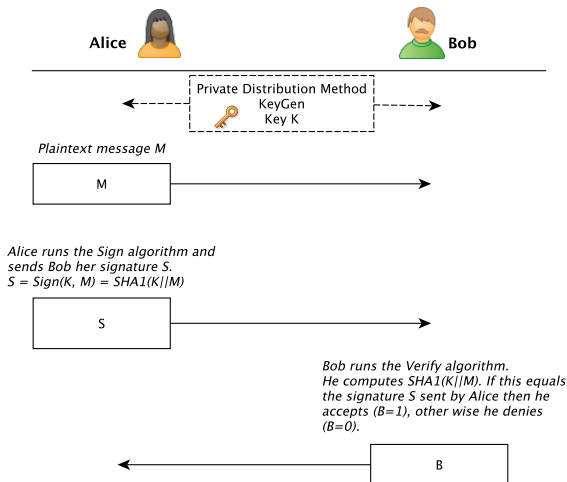 Alice
Bob
Private Distribution Method
KeyGen
Key K
Plaintext message M
M
Alice runs the Sign algorithm and
sends Bob her signature S.
S = Sign(K, M) = SHA1(K||M)
S
Bob runs the Verify algorithm.
He computes SHA1(K||M). If this equals
the signature S sent by Alice then he
accepts (B=1), other wise he denies
(B=0).
B